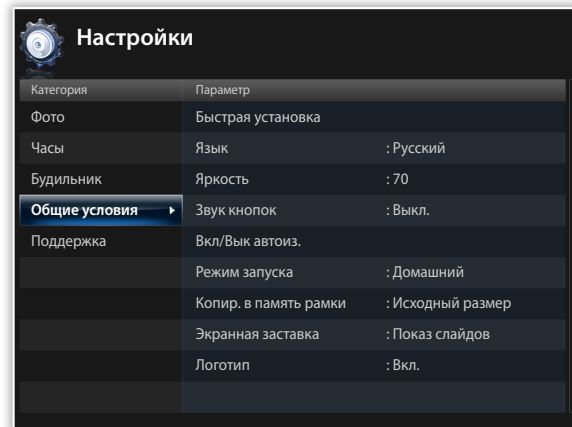 Настройки
Категория Параметр
Фото Быстрая установка
Часы Язык : Русский
Будильник Яркость : 70
Общие условия Звук кнопок : Выкл.
Поддержка Вкл/Вык автоиз.
Режим запуска : Домашний
Копир. в память рамки : Исходный размер
Экранная заставка : Показ слайдов
Логотип : Вкл.